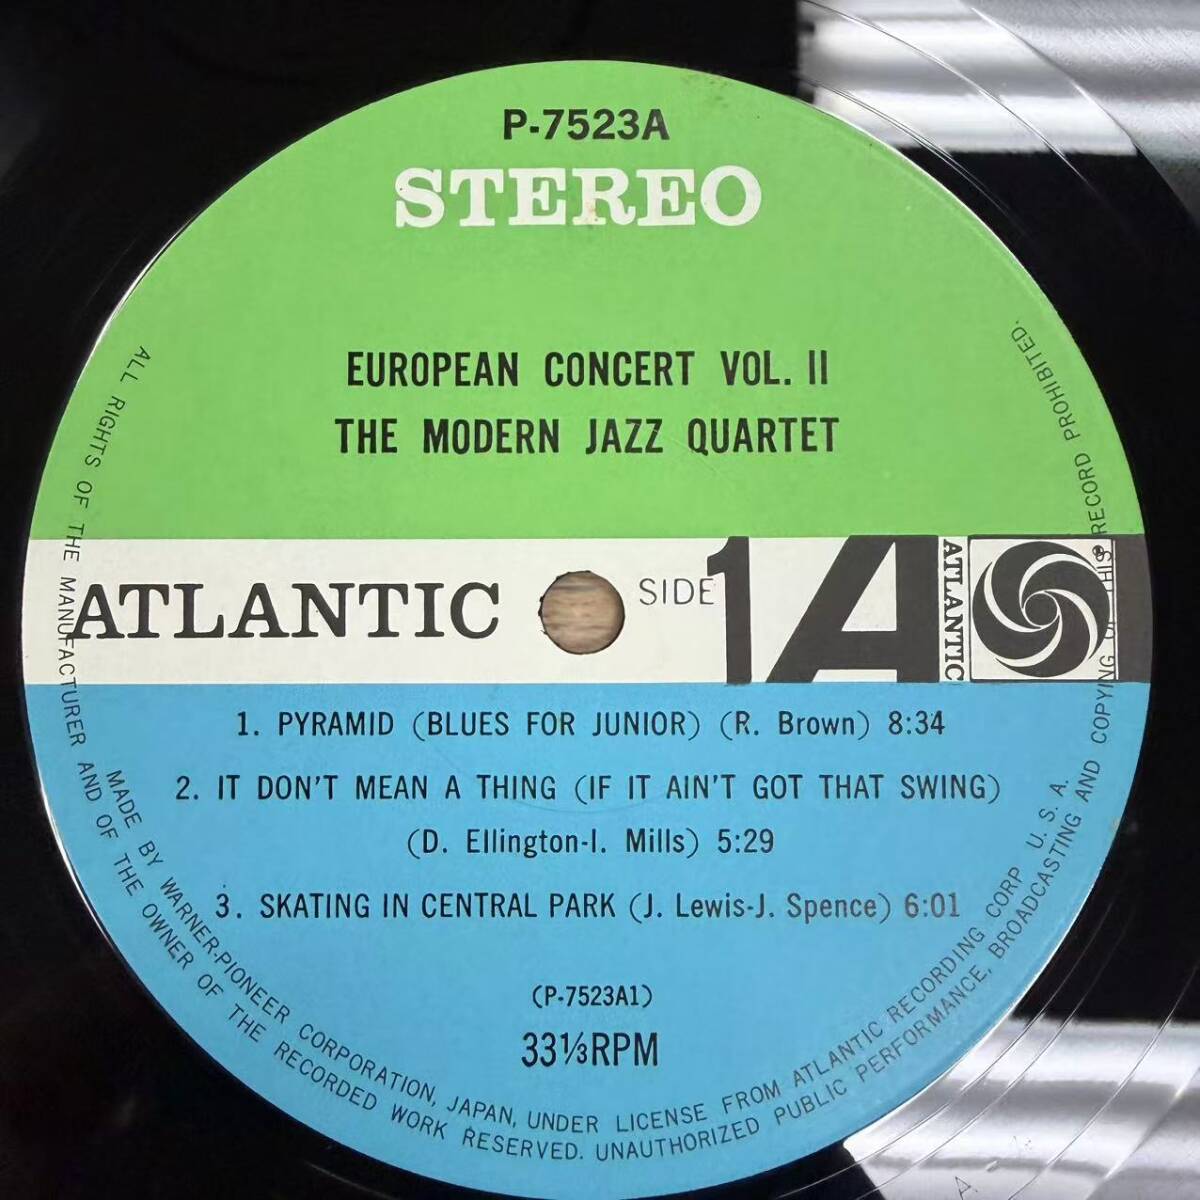 P-7523A
STEREO
EUROPEAN CONCERT VOL. II
THE MODERN JAZZ QUARTET
ATLANTIC
SIDE 1
A
ATLANTIC
®
1. PYRAMID (BLUES FOR JUNIOR) (R. Brown) 8:34
2. IT DON'T MEAN A THING (IF IT AIN'T GOT THAT SWING)
(D. Ellington-I. Mills) 5:29
3. SKATING IN CENTRAL PARK (J. Lewis-J. Spence) 6:01
(P-7523A1)
33⅓RPM
MADE BY WARNER-PIONEER CORPORATION, JAPAN, UNDER LICENSE FROM ATLANTIC RECORDING CORP U. S. A.
ALL RIGHTS OF THE MANUFACTURER AND OF THE OWNER OF THE RECORDED WORK RESERVED. UNAUTHORIZED PUBLIC PERFORMANCE, BROADCASTING AND COPYING OF THIS RECORD PROHIBITED.